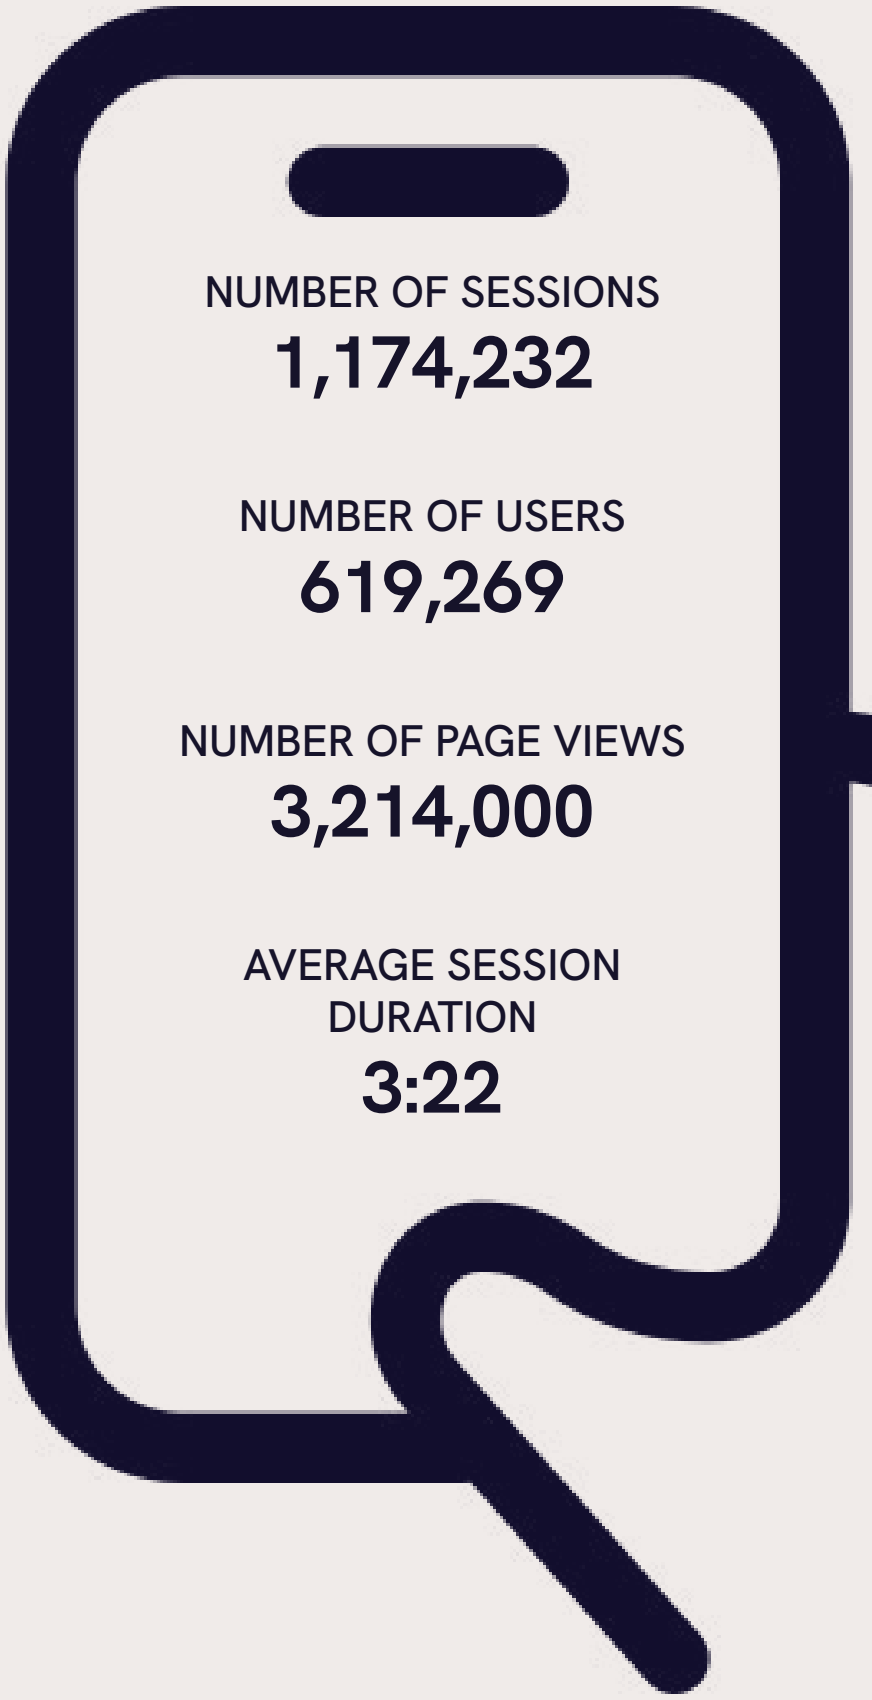 NUMBER OF SESSIONS
1,174,232
NUMBER OF USERS
619,269
NUMBER OF PAGE VIEWS
3,214,000
AVERAGE SESSION
DURATION
3:22